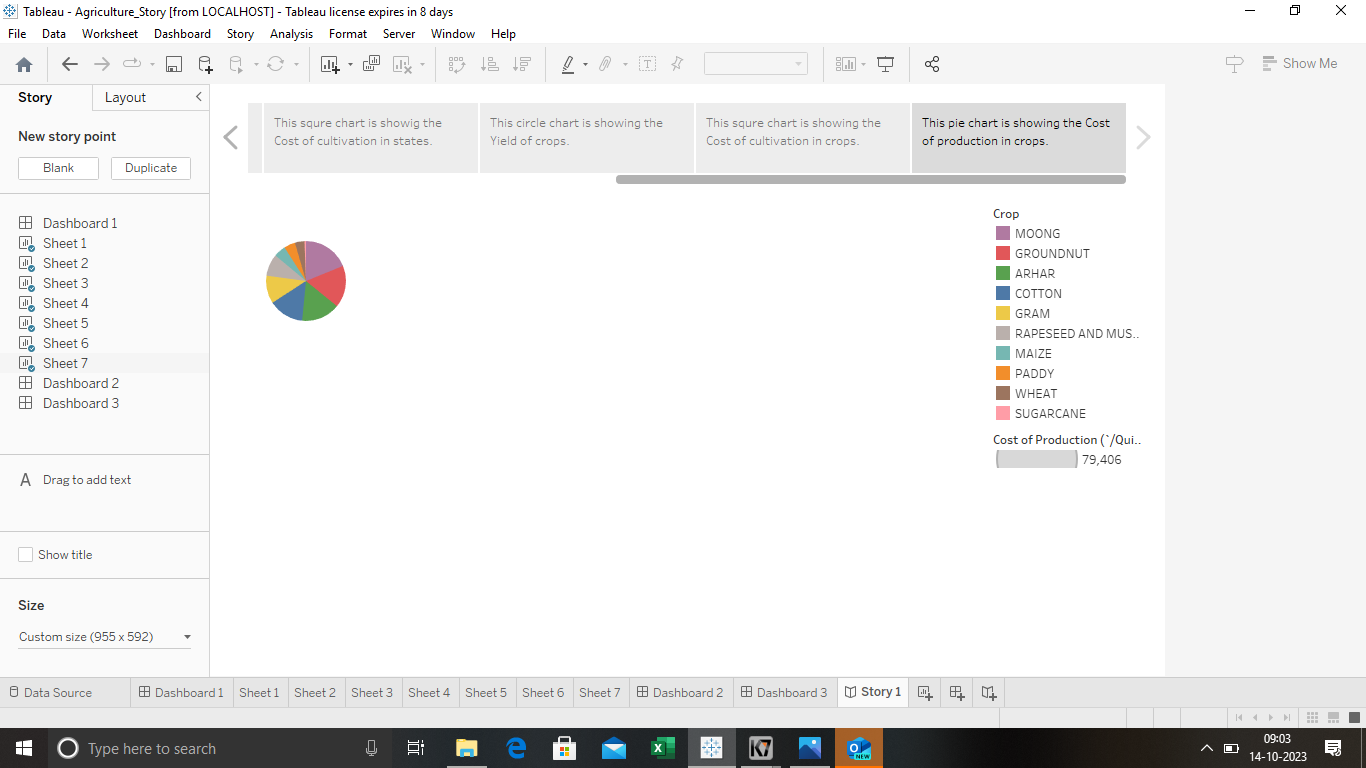 Tableau - Agriculture_Story [from LOCALHOST] - Tableau license expires in 8 days
File Data Worksheet Dashboard Story Analysis Format Server Window Help
Show Me
Story Layout
New story point
Blank Duplicate
Dashboard 1
Sheet 1
Sheet 2
Sheet 3
Sheet 4
Sheet 5
Sheet 6
Sheet 7
Dashboard 2
Dashboard 3
A Drag to add text
Show title
Size
Custom size (955 x 592)
This squre chart is showig the
Cost of cultivation in states.
This circle chart is showing the
Yield of crops.
This squre chart is showing the
Cost of cultivation in crops.
This pie chart is showing the Cost
of production in crops.
Crop
MOONG
GROUNDNUT
ARHAR
COTTON
GRAM
RAPESEED AND MUS..
MAIZE
PADDY
WHEAT
SUGARCANE
Cost of Production (`/Qui..
79,406
Data Source Dashboard 1 Sheet 1 Sheet 2 Sheet 3 Sheet 4 Sheet 5 Sheet 6 Sheet 7 Dashboard 2 Dashboard 3 Story 1
Type here to search
K7
NEW
09:03
14-10-2023